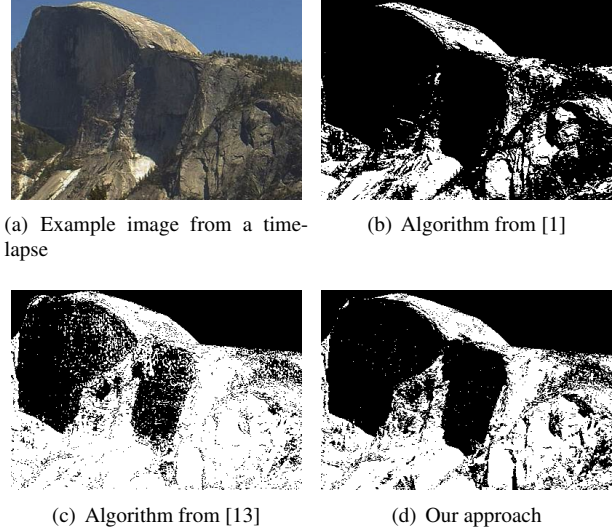 (a) Example image from a time-
lapse
(b) Algorithm from [1]
(c) Algorithm from [13]
(d) Our approach